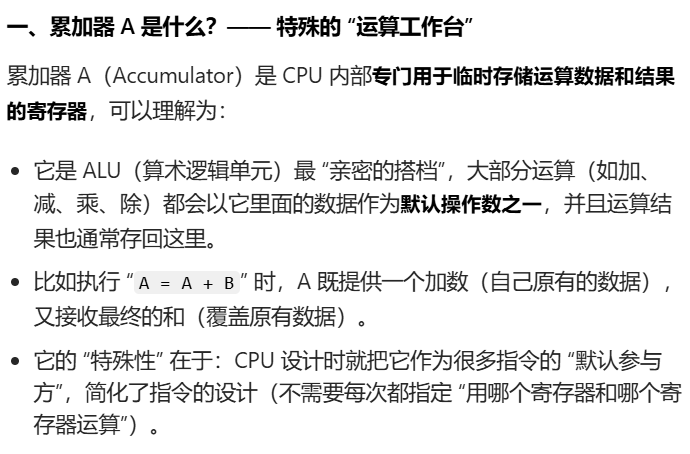 一、累加器 A 是什么？—— 特殊的 “运算工作台”
累加器 A（Accumulator）是 CPU 内部专门用于临时存储运算数据和结果
的寄存器，可以理解为：
• 它是 ALU（算术逻辑单元）最 “亲密的搭档”，大部分运算（如加、
减、乘、除）都会以它里面的数据作为默认操作数之一，并且运算结
果也通常存回这里。
• 比如执行 “A = A + B” 时，A 既提供一个加数（自己原有的数据），
又接收最终的和（覆盖原有数据）。
• 它的 “特殊性” 在于：CPU 设计时就把它作为很多指令的 “默认参与
方”，简化了指令的设计（不需要每次都指定 “用哪个寄存器和哪个寄
存器运算”）。